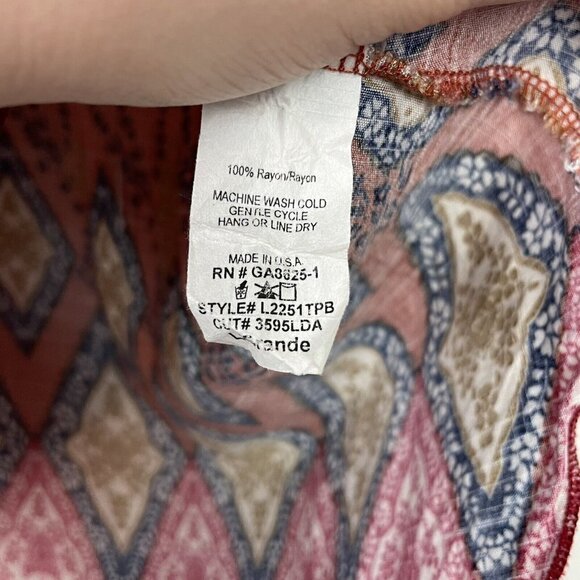 100% Rayon/Rayon
MACHINE WASH COLD
GENTLE CYCLE
HANG OR LINE DRY
MADE IN U.S.A
RN # GA8625-1
STYLE# L2251TPB
CUT# 3595LDA